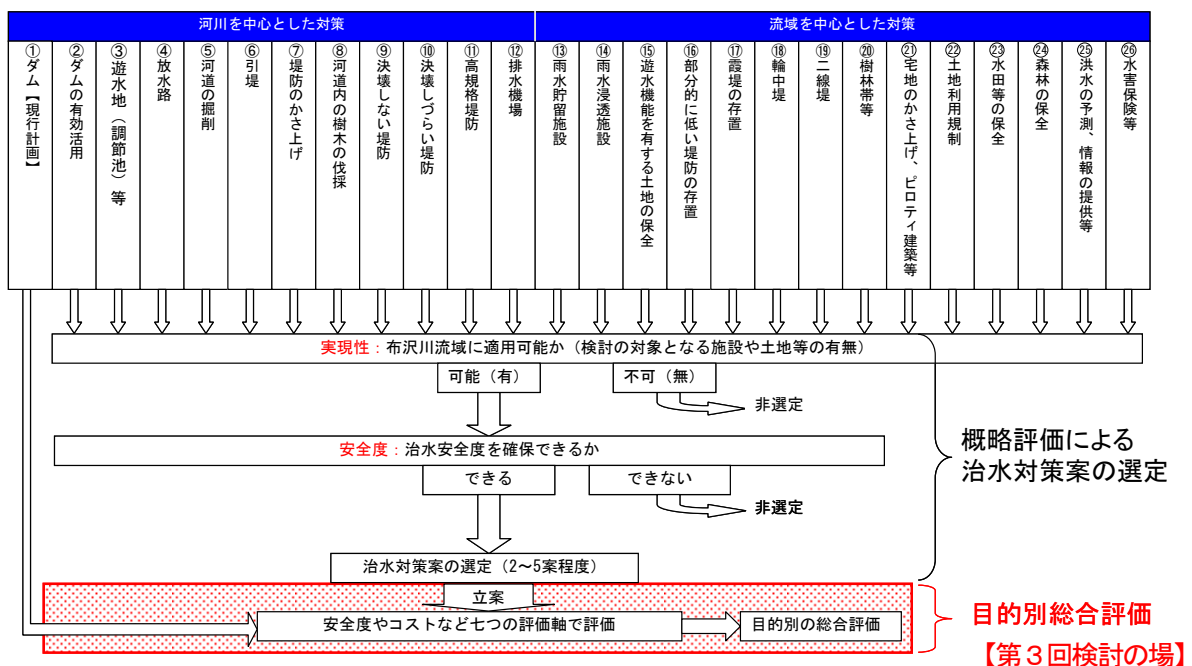 河川を中心とした対策
流域を中心とした対策
①ダム【現行計画】
②ダムの有効活用
③遊水地（調節池）等
④放水路
⑤河道の掘削
⑥引堤
⑦堤防のかさ上げ
⑧河道内の樹木の伐採
⑨決壊しない堤防
⑩決壊しづらい堤防
⑪高規格堤防
⑫排水機場
⑬雨水貯留施設
⑭雨水浸透施設
⑮遊水機能を有する土地の保全
⑯部分的に低い堤防の存置
⑰霞堤の存置
⑱輪中堤
⑲二線堤
⑳樹林帯等
㉑宅地のかさ上げ、ピロティ建築等
㉒土地利用規制
㉓水田等の保全
㉔森林の保全
㉕洪水の予測、情報の提供等
㉖水害保険等
実現性：布沢川流域に適用可能か（検討の対象となる施設や土地等の有無）
可能（有）
不可（無）
非選定
安全度：治水安全度を確保できるか
できる
できない
非選定
概略評価による
治水対策案の選定
治水対策案の選定（2～5案程度）
立案
安全度やコストなど七つの評価軸で評価
目的別の総合評価
目的別総合評価
【第３回検討の場】